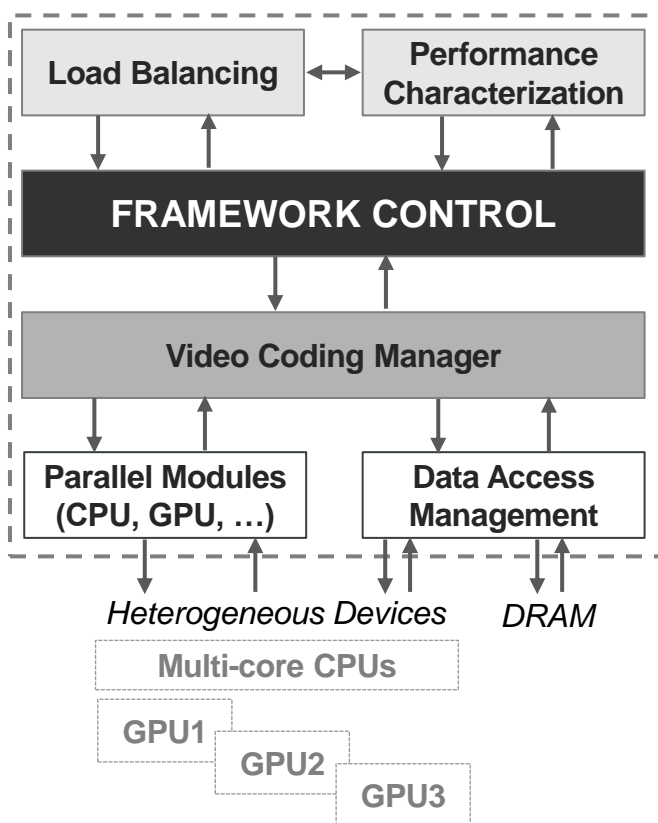 Load Balancing
Performance
Characterization
FRAMEWORK CONTROL
Video Coding Manager
Parallel Modules
(CPU, GPU, …)
Data Access
Management
Heterogeneous Devices
DRAM
Multi-core CPUs
GPU1
GPU2
GPU3